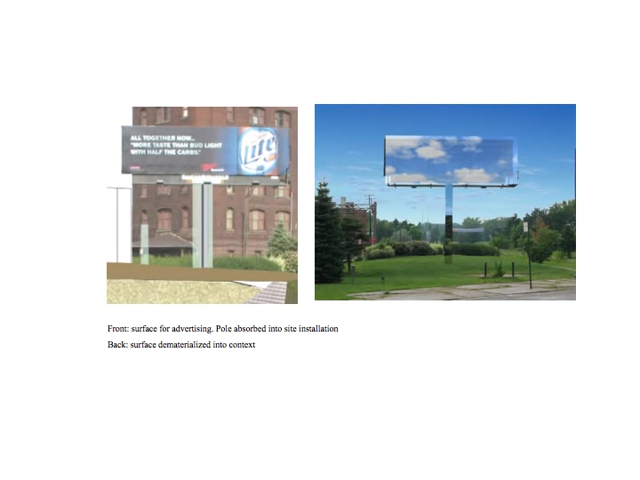 ALL TOGETHER NOW...
"MORE TASTE THAN BUD LIGHT
WITH HALF THE CARBS."
Lite
Front: surface for advertising. Pole absorbed into site installation
Back: surface dematerialized into context